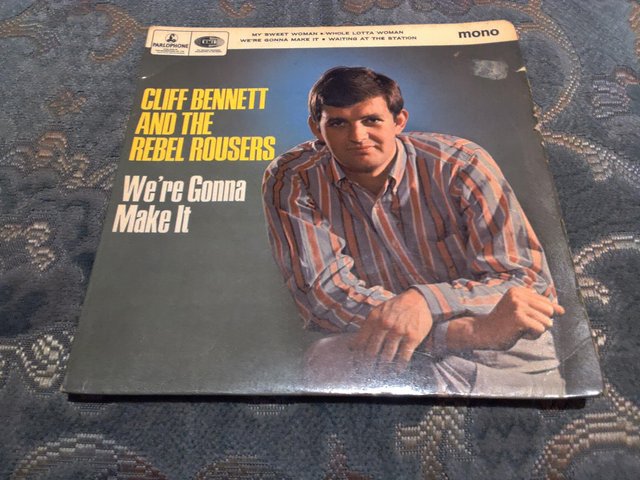 PARLOPHONE
EMI
MY SWEET WOMAN • WHOLE LOTTA WOMAN
WE'RE GONNA MAKE IT • WAITING AT THE STATION
mono
CLIFF BENNETT
AND THE
REBEL ROUSERS
We're Gonna
Make It